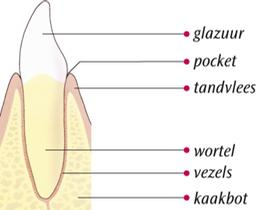 glazuur
pocket
tandvlees
wortel
vezels
kaakbot